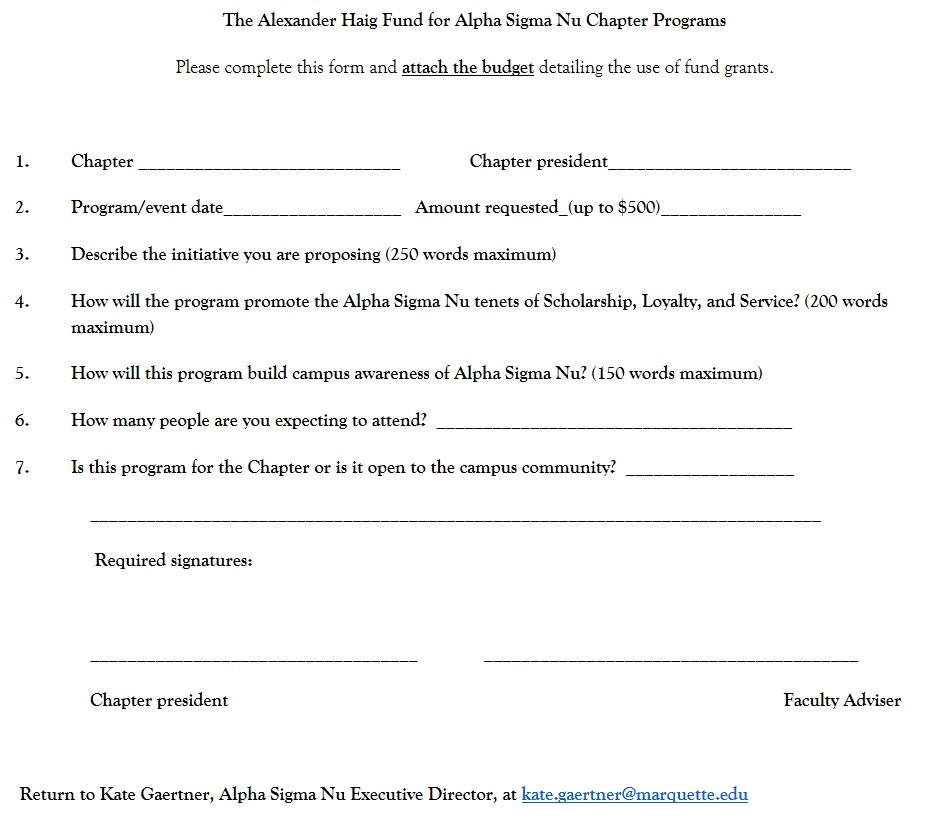 The Alexander Haig Fund for Alpha Sigma Nu Chapter Programs
Please complete this form and attach the budget detailing the use of fund grants.
1. Chapter ____________________________ Chapter president__________________________
2. Program/event date___________________ Amount requested_(up to $500)_______________
3. Describe the initiative you are proposing (250 words maximum)
4. How will the program promote the Alpha Sigma Nu tenets of Scholarship, Loyalty, and Service? (200 words
maximum)
5. How will this program build campus awareness of Alpha Sigma Nu? (150 words maximum)
6. How many people are you expecting to attend? ______________________________________
7. Is this program for the Chapter or is it open to the campus community? __________________
______________________________________________________________________________
Required signatures:
___________________________________ ________________________________________
Chapter president Faculty Adviser
Return to Kate Gaertner, Alpha Sigma Nu Executive Director, at kate.gaertner@marquette.edu